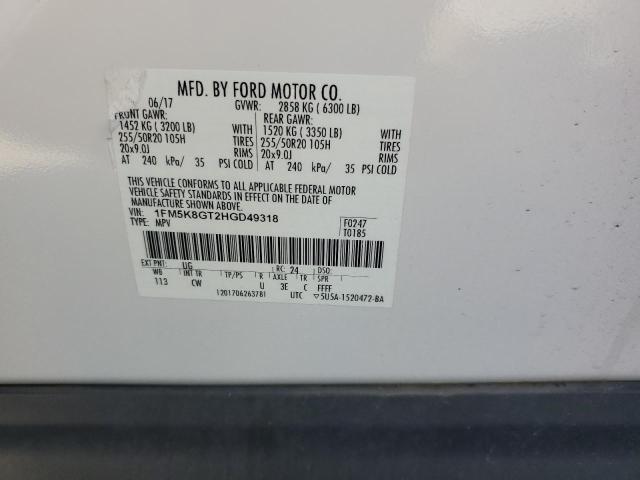 MFD. BY FORD MOTOR CO.
06/17 GVWR: 2858 KG ( 6300 LB)
FRONT GAWR: REAR GAWR:
1452 KG ( 3200 LB) WITH 1520 KG ( 3350 LB) WITH
255/50R20 105H TIRES 255/50R20 105H TIRES
20x9.0J RIMS 20x9.0J RIMS
AT 240 kPa/ 35 PSI COLD AT 240 kPa/ 35 PSI COLD
THIS VEHICLE CONFORMS TO ALL APPLICABLE FEDERAL MOTOR
VEHICLE SAFETY STANDARDS IN EFFECT ON THE DATE OF
MANUFACTURE SHOWN ABOVE.
VIN: 1FM5K8GT2HGD49318 F0247
TYPE: MPV T0185
EXT PNT: UG RC: 24 DSO:
WB INT TR TP/PS R AXLE TR SPR
113 CW U 3E C FFFF
1201706263781 UTC ▽5U5A-1520472-BA